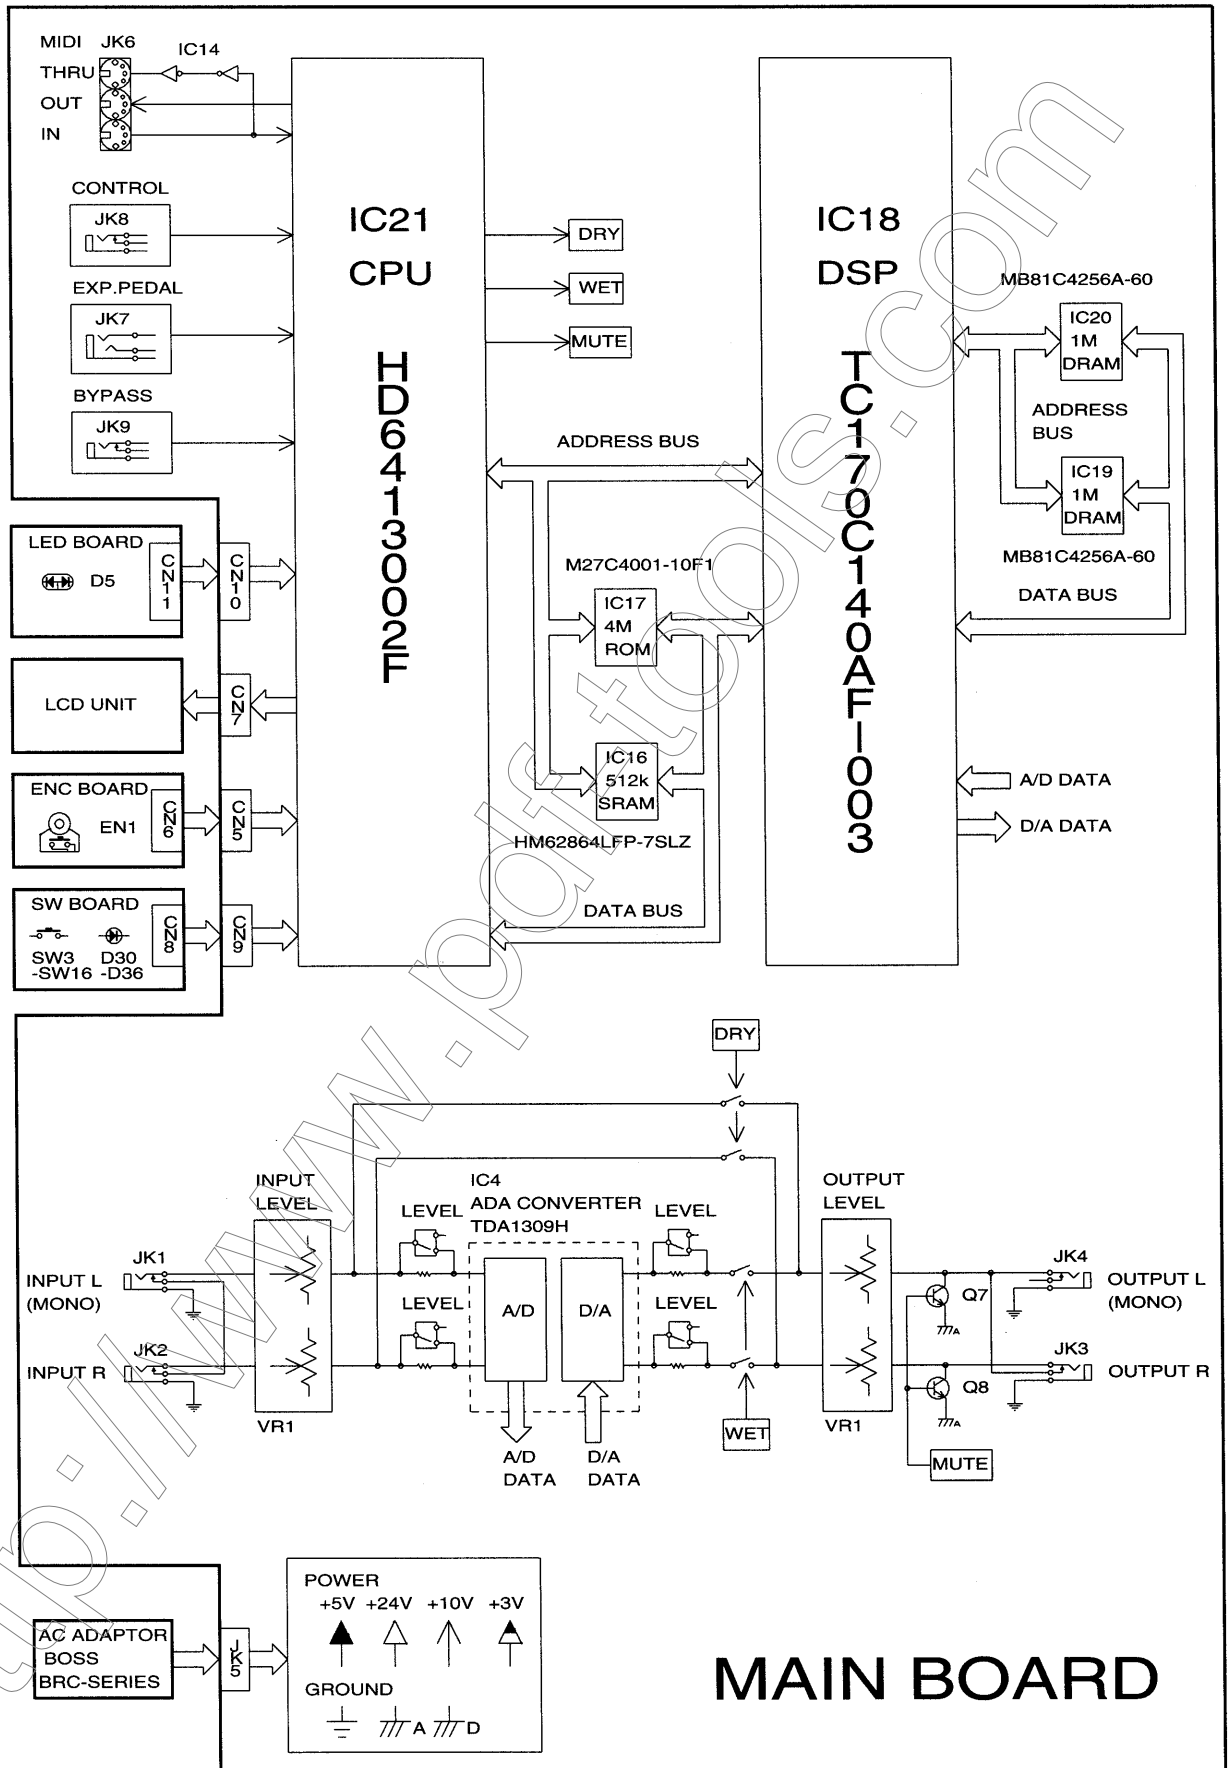 MIDI JK6
IC14
THRU
OUT
IN
CONTROL
JK8
EXP.PEDAL
JK7
BYPASS
JK9
IC21
CPU
HD6413002F
DRY
WET
MUTE
IC18
DSP
TC170C140AFI003
MB81C4256A-60
IC20
1M
DRAM
ADDRESS
BUS
IC19
1M
DRAM
MB81C4256A-60
DATA BUS
ADDRESS BUS
M27C4001-10F1
IC17
4M
ROM
IC16
512k
SRAM
HM62864LFP-7SLZ
DATA BUS
A/D DATA
D/A DATA
LED BOARD
D5
CN11
CN10
LCD UNIT
CN7
ENC BOARD
EN1
CN6
CN5
SW BOARD
SW3 D30
-SW16 -D36
CN8
CN9
DRY
INPUT
LEVEL
IC4
ADA CONVERTER
TDA1309H
LEVEL
LEVEL
OUTPUT
LEVEL
JK1
INPUT L
(MONO)
A/D
D/A
Q7
JK4
OUTPUT L
(MONO)
A
LEVEL
LEVEL
JK2
INPUT R
Q8
JK3
OUTPUT R
A
VR1
WET
VR1
MUTE
A/D
DATA
D/A
DATA
POWER
+5V +24V +10V +3V
GROUND
A D
AC ADAPTOR
BOSS
BRC-SERIES
JK5
MAIN BOARD
http://www.pdf-tools.com